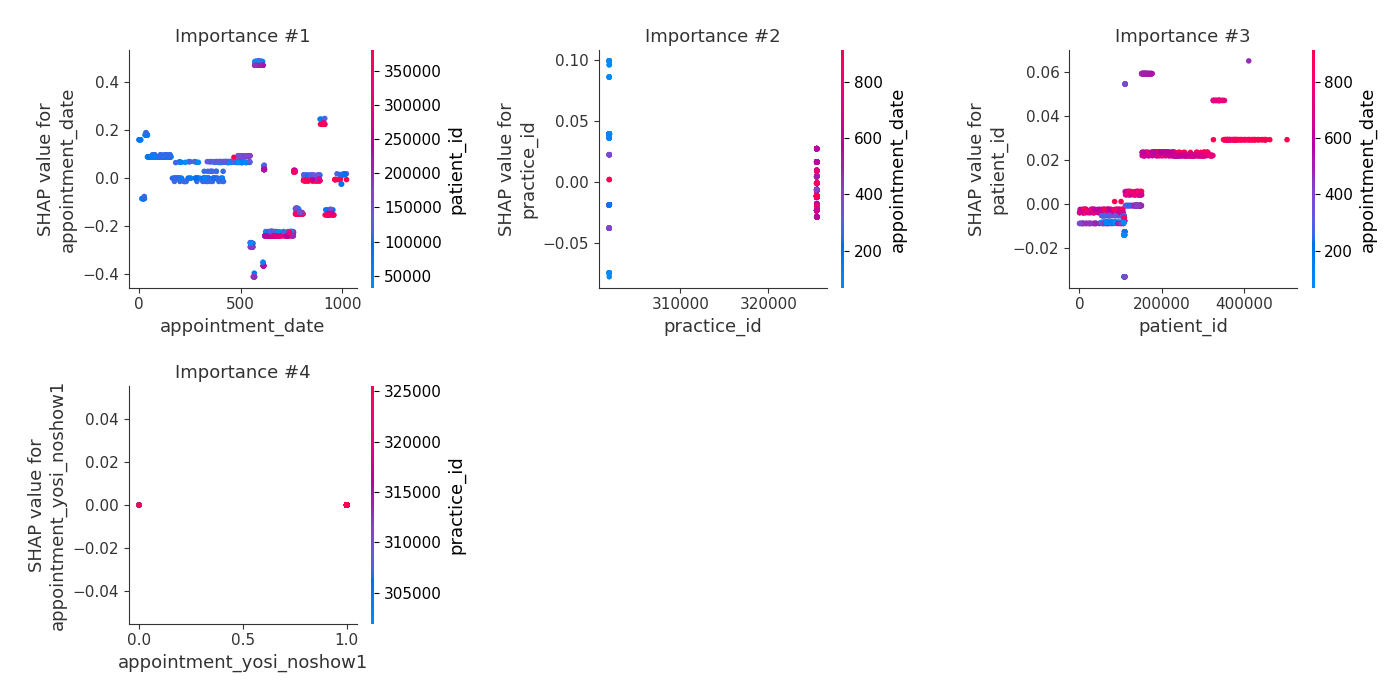 Importance #1
SHAP value for
appointment_date
0.4
0.2
0.0
−0.2
−0.4
0
500
1000
appointment_date
350000
300000
250000
200000
150000
100000
50000
patient_id
Importance #2
SHAP value for
practice_id
0.10
0.05
0.00
−0.05
310000
320000
practice_id
800
600
400
200
appointment_date
Importance #3
SHAP value for
patient_id
0.06
0.04
0.02
0.00
−0.02
0
200000
400000
patient_id
800
600
400
200
appointment_date
Importance #4
SHAP value for
appointment_yosi_noshow1
0.04
0.02
0.00
−0.02
−0.04
0.0
0.5
1.0
appointment_yosi_noshow1
325000
320000
315000
310000
305000
practice_id